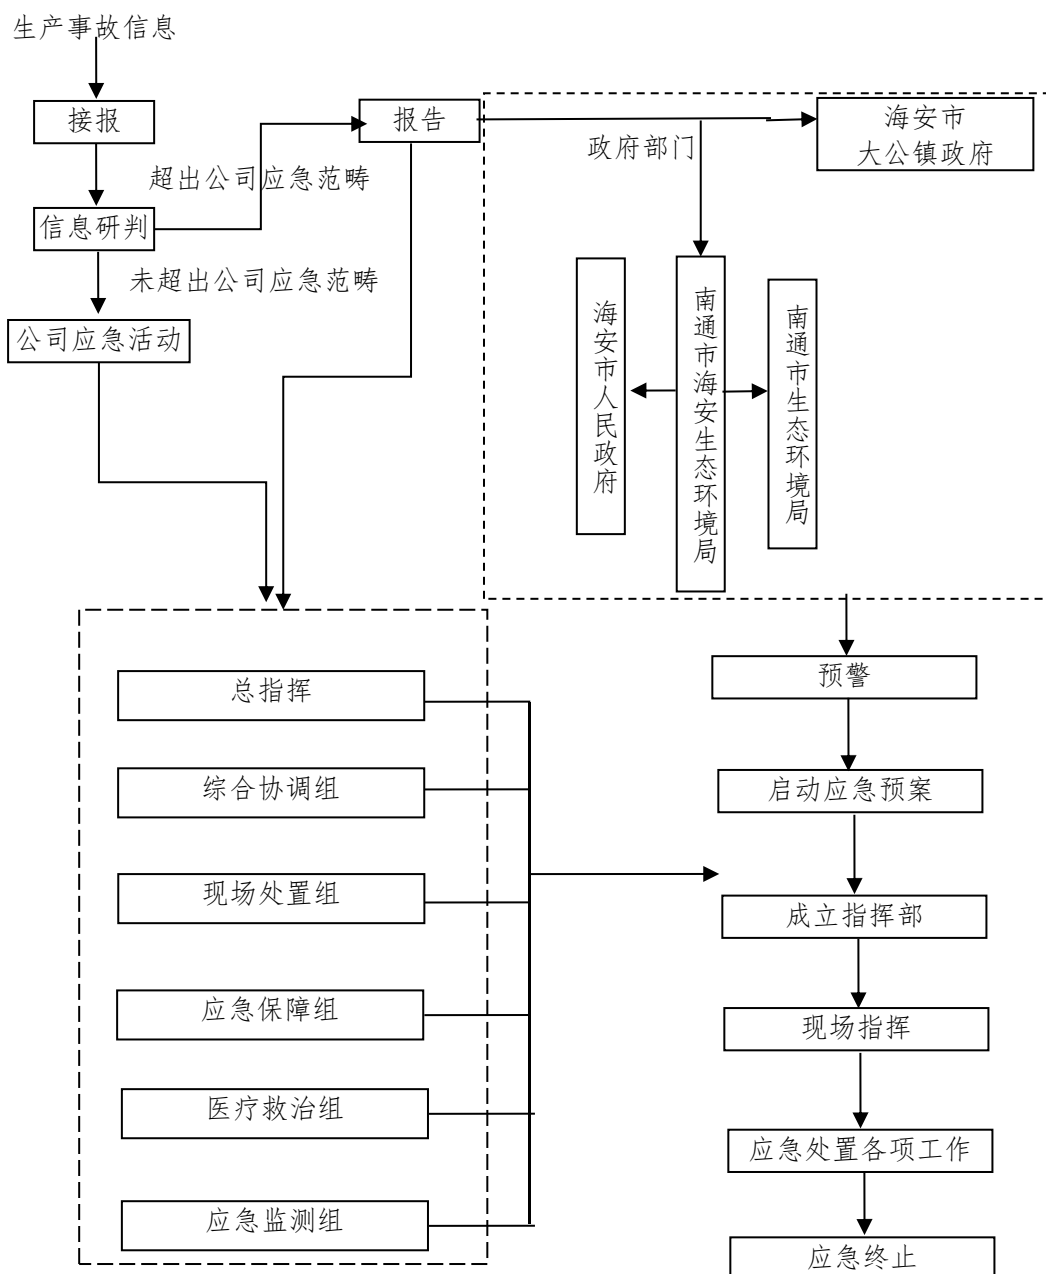 生产事故信息
接报
报告
海安市
大公镇政府
政府部门
超出公司应急范畴
信息研判
未超出公司应急范畴
公司应急活动
海安市人民政府
南通市海安生态环境局
南通市生态环境局
总指挥
综合协调组
现场处置组
应急保障组
医疗救治组
应急监测组
预警
启动应急预案
成立指挥部
现场指挥
应急处置各项工作
应急终止